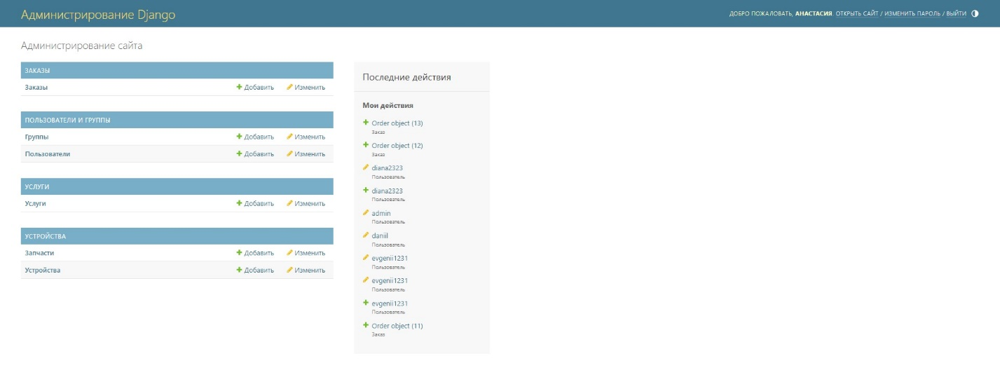 Администрирование Django
ДОБРО ПОЖАЛОВАТЬ, АНАСТАСИЯ. ОТКРЫТЬ САЙТ / ИЗМЕНИТЬ ПАРОЛЬ / ВЫЙТИ
Администрирование сайта
ЗАКАЗЫ
Заказы Добавить Изменить
ПОЛЬЗОВАТЕЛИ И ГРУППЫ
Группы Добавить Изменить
Пользователи Добавить Изменить
УСЛУГИ
Услуги Добавить Изменить
УСТРОЙСТВА
Запчасти Добавить Изменить
Устройства Добавить Изменить
Последние действия
Мои действия
Order object (13)
Заказ
Order object (12)
Заказ
diana2323
Пользователь
diana2323
Пользователь
admin
Пользователь
daniil
Пользователь
evgenii1231
Пользователь
evgenii1231
Пользователь
evgenii1231
Пользователь
Order object (11)
Заказ